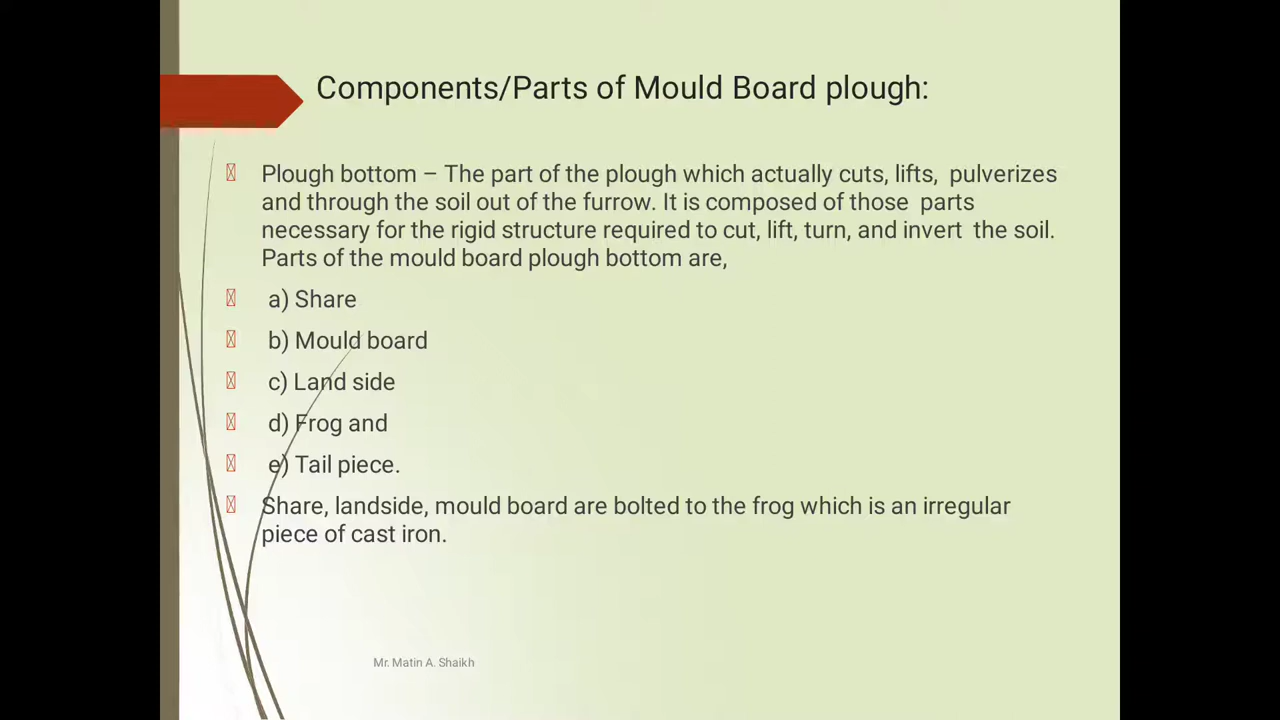 Components/Parts of Mould Board plough:
Plough bottom – The part of the plough which actually cuts, lifts, pulverizes
and through the soil out of the furrow. It is composed of those parts
necessary for the rigid structure required to cut, lift, turn, and invert the soil.
Parts of the mould board plough bottom are,
a) Share
b) Mould board
c) Land side
d) Frog and
e) Tail piece.
Share, landside, mould board are bolted to the frog which is an irregular
piece of cast iron.
Mr. Matin A. Shaikh